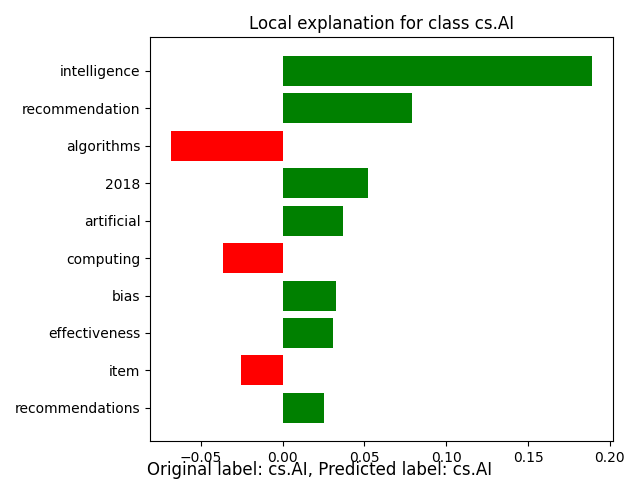 Local explanation for class cs.AI
intelligence
recommendation
algorithms
2018
artificial
computing
bias
effectiveness
item
recommendations
−0.05 0.00 0.05 0.10 0.15 0.20
Original label: cs.AI, Predicted label: cs.AI